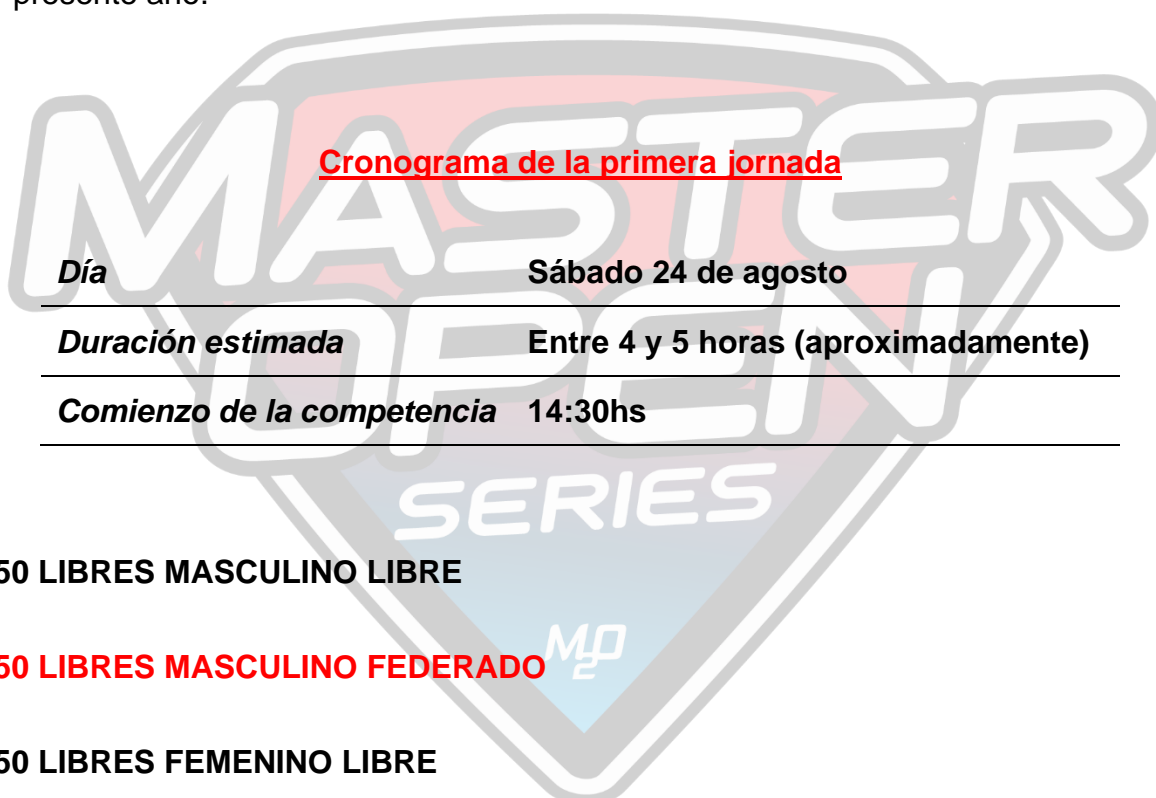 presente año.
MASTER
Cronograma de la primera jornada
Día Sábado 24 de agosto
OPEN
Duración estimada Entre 4 y 5 horas (aproximadamente)
Comienzo de la competencia 14:30hs
SERIES
50 LIBRES MASCULINO LIBRE
M2O
50 LIBRES MASCULINO FEDERADO
50 LIBRES FEMENINO LIBRE